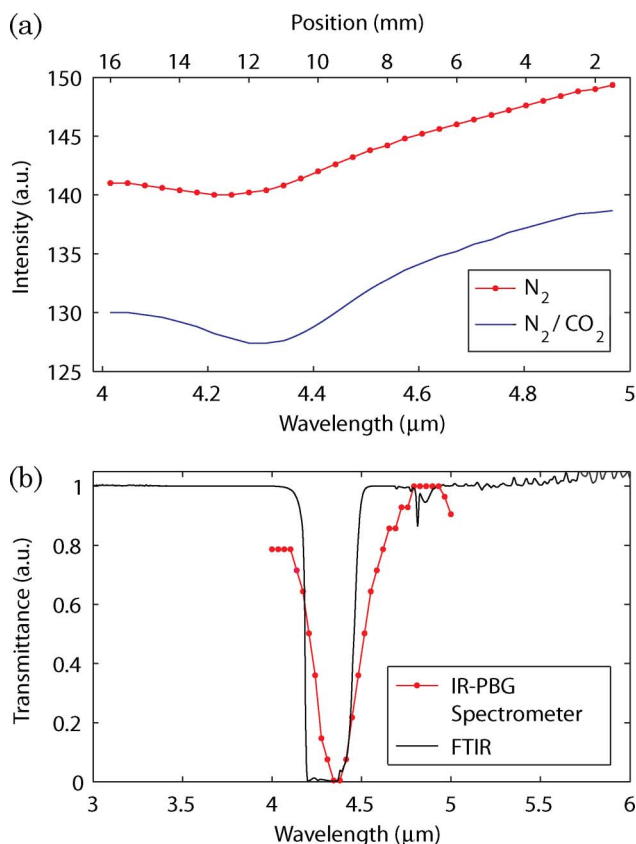 (a)
Position (mm)
16 14 12 10 8 6 4 2
150
145
140
135
130
125
Intensity (a.u.)
N2
N2 / CO2
4 4.2 4.4 4.6 4.8 5
Wavelength (μm)
(b)
1
0.8
0.6
0.4
0.2
0
Transmittance (a.u.)
IR-PBG
Spectrometer
FTIR
3 3.5 4 4.5 5 5.5 6
Wavelength (μm)